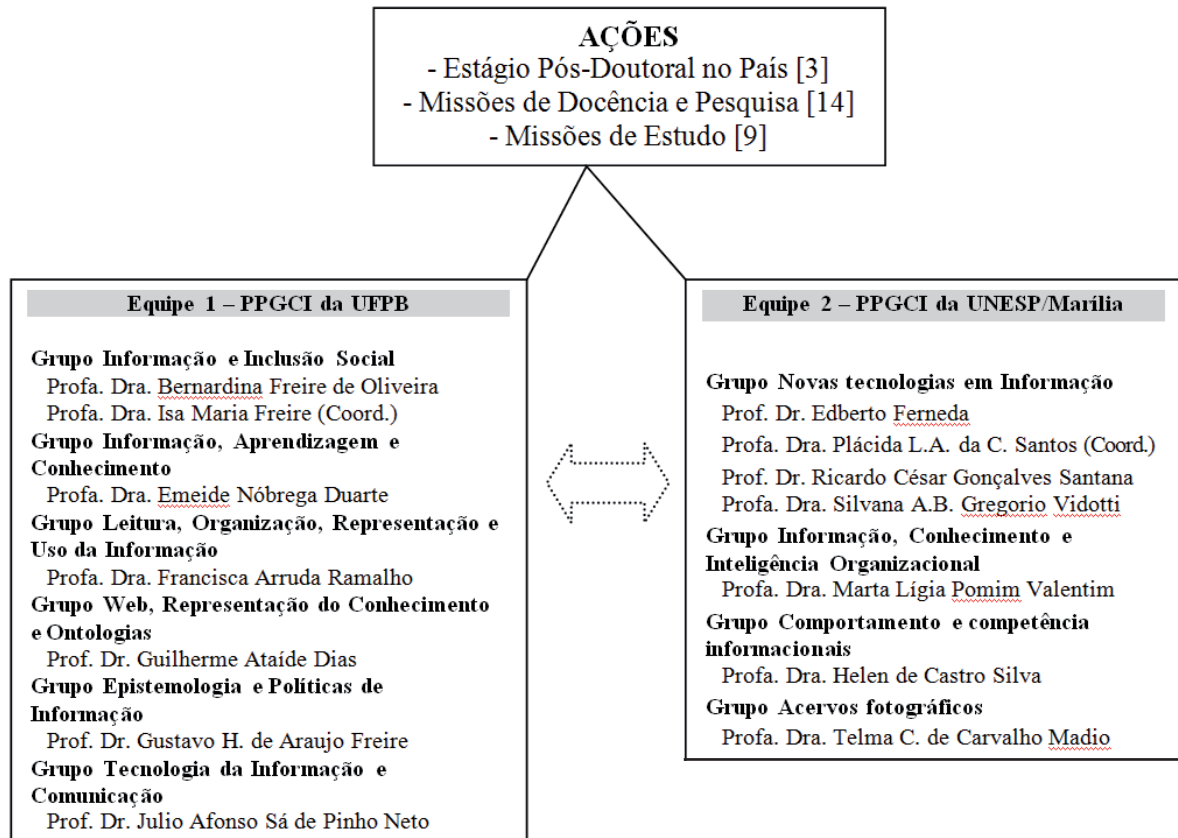 AÇÕES
- Estágio Pós-Doutoral no País [3]
- Missões de Docência e Pesquisa [14]
- Missões de Estudo [9]
Equipe 1 – PPGCI da UFPB
Grupo Informação e Inclusão Social
Profa. Dra. Bernardina Freire de Oliveira
Profa. Dra. Isa Maria Freire (Coord.)
Grupo Informação, Aprendizagem e
Conhecimento
Profa. Dra. Emeide Nóbrega Duarte
Grupo Leitura, Organização, Representação e
Uso da Informação
Profa. Dra. Francisca Arruda Ramalho
Grupo Web, Representação do Conhecimento
e Ontologias
Prof. Dr. Guilherme Ataíde Dias
Grupo Epistemologia e Políticas de
Informação
Prof. Dr. Gustavo H. de Araujo Freire
Grupo Tecnologia da Informação e
Comunicação
Prof. Dr. Julio Afonso Sá de Pinho Neto
Equipe 2 – PPGCI da UNESP/Marília
Grupo Novas tecnologias em Informação
Prof. Dr. Edberto Ferneda
Profa. Dra. Plácida L.A. da C. Santos (Coord.)
Prof. Dr. Ricardo César Gonçalves Santana
Profa. Dra. Silvana A.B. Gregorio Vidotti
Grupo Informação, Conhecimento e
Inteligência Organizacional
Profa. Dra. Marta Lígia Pomim Valentim
Grupo Comportamento e competência
informacionais
Profa. Dra. Helen de Castro Silva
Grupo Acervos fotográficos
Profa. Dra. Telma C. de Carvalho Madio